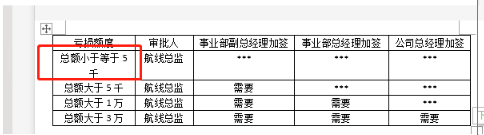 亏损额度 审批人 事业部副总经理加签 事业部总经理加签 公司总经理加签
总额小于等于 5 航线总监 *** *** ***
千
总额大于 5 千 航线总监 需要 *** ***
总额大于 1 万 航线总监 需要 需要 ***
总额大于 3 万 航线总监 需要 需要 需要
下